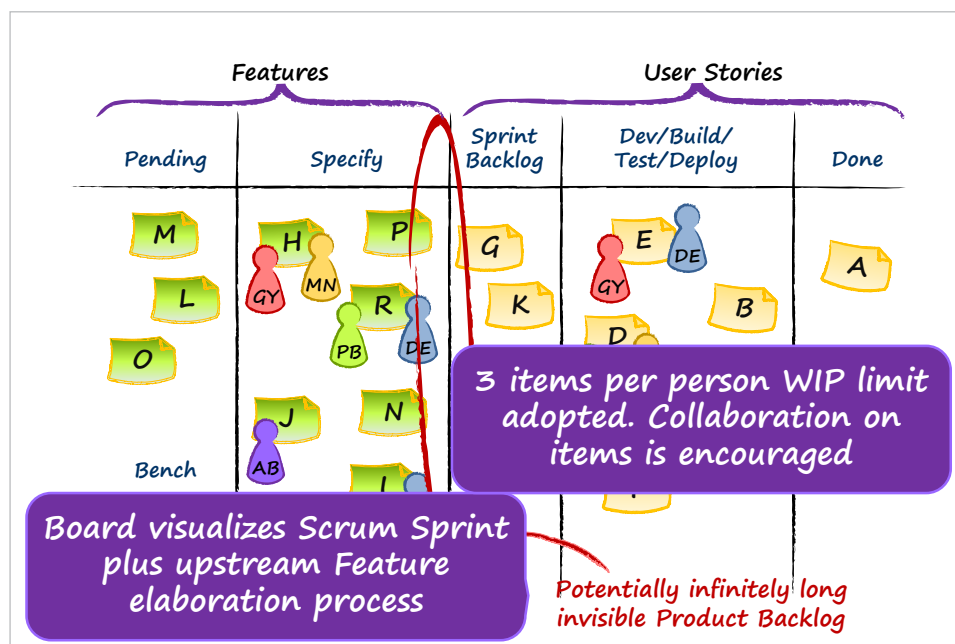 Features
User Stories
Pending
Specify
Sprint
Backlog
Dev/Build/
Test/Deploy
Done
M
H
P
G
E
A
GY
MN
DE
GY
L
R
K
B
PB
DE
O
D
J
N
AB
Bench
3 items per person WIP limit
adopted. Collaboration on
items is encouraged
Board visualizes Scrum Sprint
plus upstream Feature
elaboration process
Potentially infinitely long
invisible Product Backlog